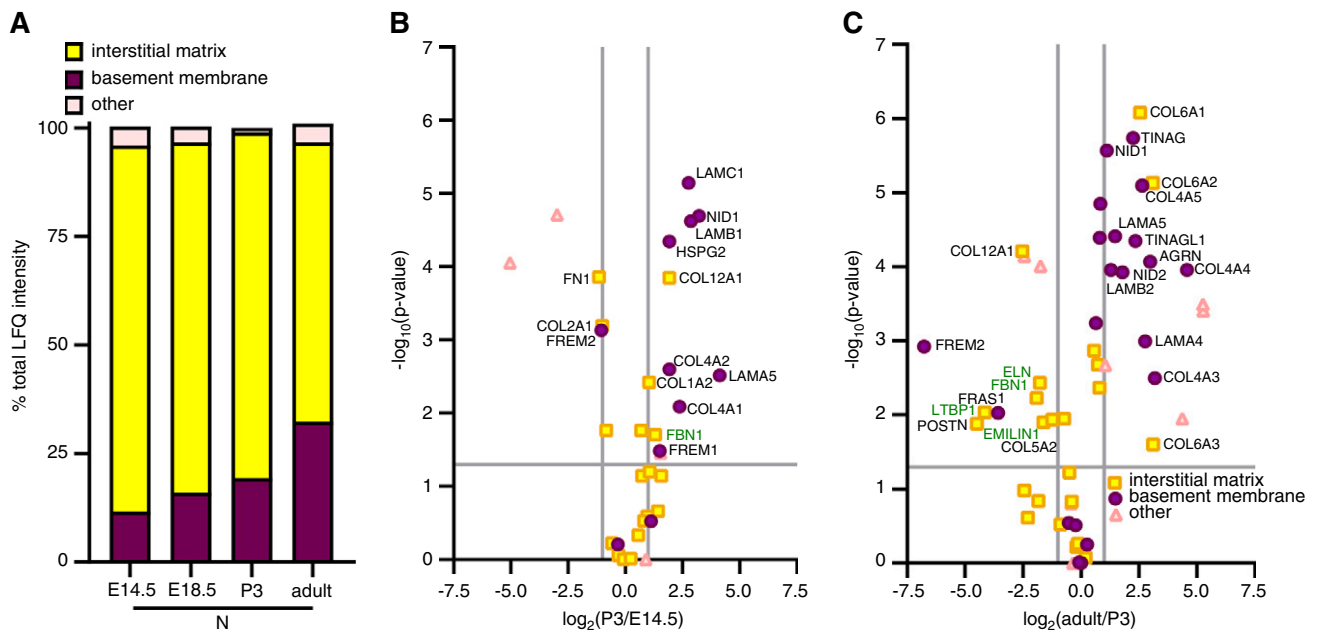 A
interstitial matrix
basement membrane
other
100
75
50
25
0
% total LFQ intensity
E14.5 E18.5 P3 adult
N
B
7
6
5
4
3
2
1
0
-log10(p-value)
-7.5 -5.0 -2.5 0.0 2.5 5.0 7.5
log2(P3/E14.5)
LAMC1
NID1
LAMB1
HSPG2
FN1
COL12A1
COL2A1
FREM2
COL4A2
LAMA5
COL1A2
COL4A1
FBN1
FREM1
C
7
6
5
4
3
2
1
0
-log10(p-value)
-7.5 -5.0 -2.5 0.0 2.5 5.0 7.5
log2(adult/P3)
COL6A1
TINAG
NID1
COL6A2
COL4A5
LAMA5
TINAGL1
COL12A1
AGRN
COL4A4
NID2
LAMB2
FREM2
LAMA4
ELN
COL4A3
FBN1
FRAS1
LTBP1
POSTN
EMILIN1
COL5A2
COL6A3
interstitial matrix
basement membrane
other